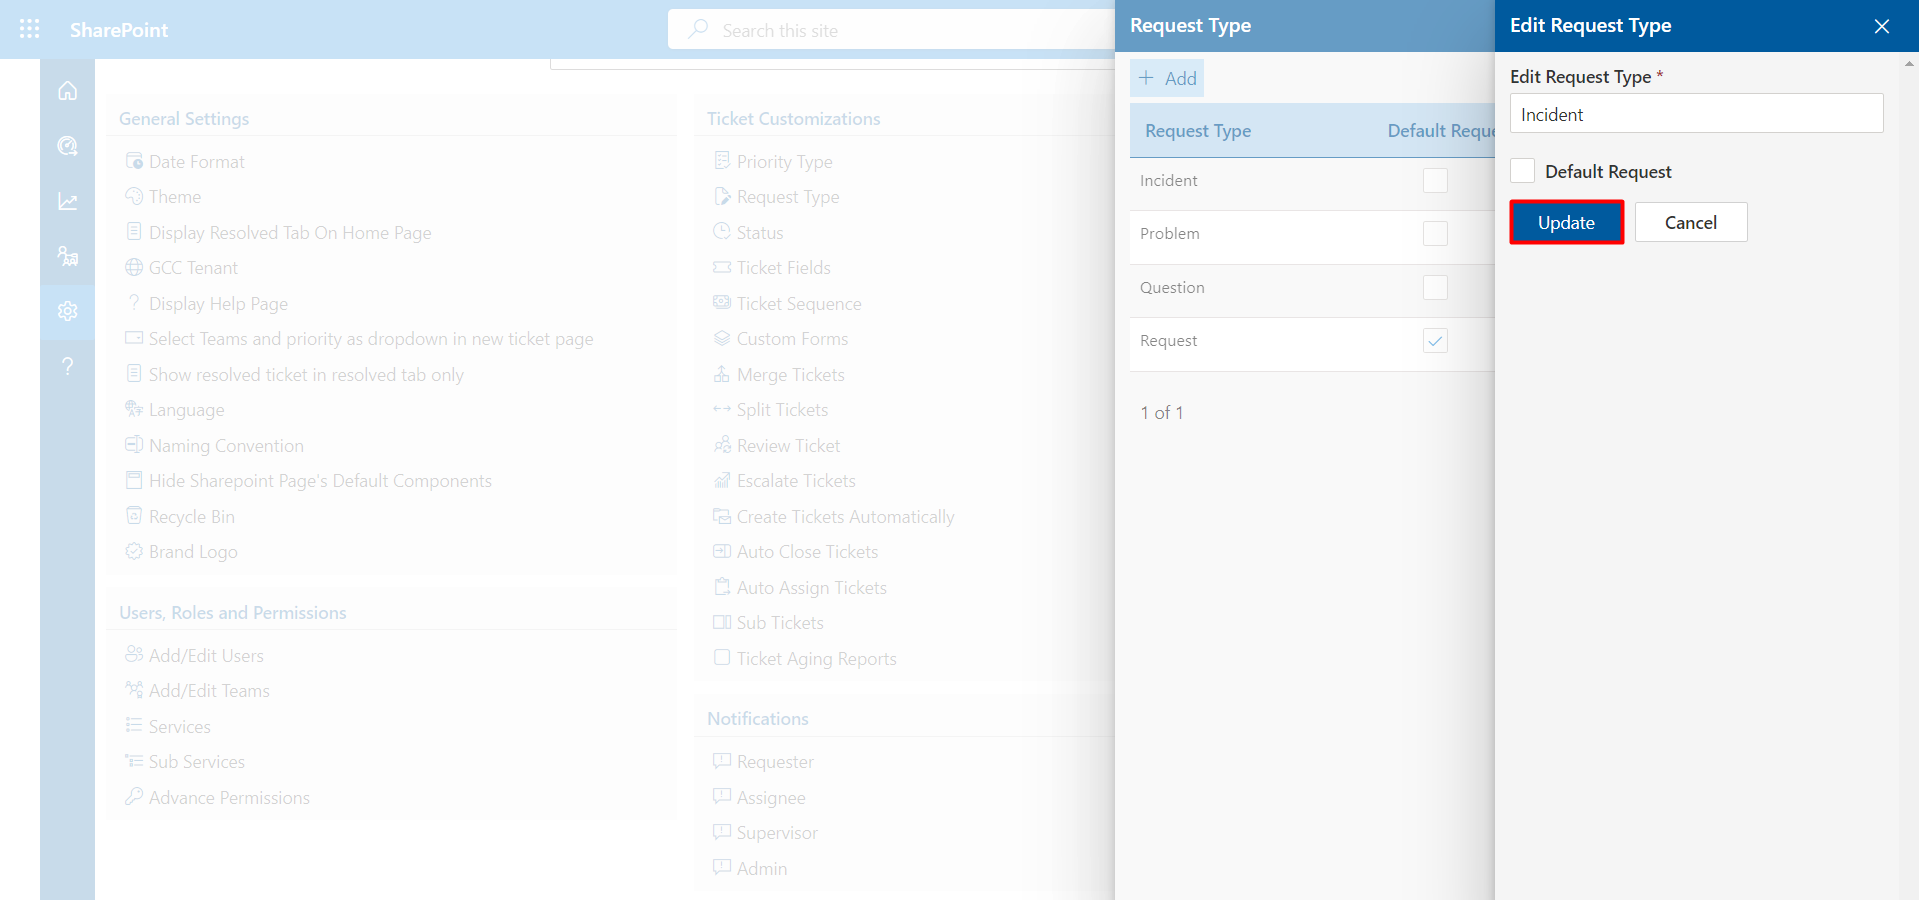 SharePoint
Search this site
General Settings
Date Format
Theme
Display Resolved Tab On Home Page
GCC Tenant
Display Help Page
Select Teams and priority as dropdown in new ticket page
Show resolved ticket in resolved tab only
Language
Naming Convention
Hide Sharepoint Page's Default Components
Recycle Bin
Brand Logo
Users, Roles and Permissions
Add/Edit Users
Add/Edit Teams
Services
Sub Services
Advance Permissions
Ticket Customizations
Priority Type
Request Type
Status
Ticket Fields
Ticket Sequence
Custom Forms
Merge Tickets
Split Tickets
Review Ticket
Escalate Tickets
Create Tickets Automatically
Auto Close Tickets
Auto Assign Tickets
Sub Tickets
Ticket Aging Reports
Notifications
Requester
Assignee
Supervisor
Admin
Request Type
+ Add
Request Type Default Reque
Incident
Problem
Question
Request
1 of 1
Edit Request Type
Edit Request Type *
Incident
Default Request
Update Cancel